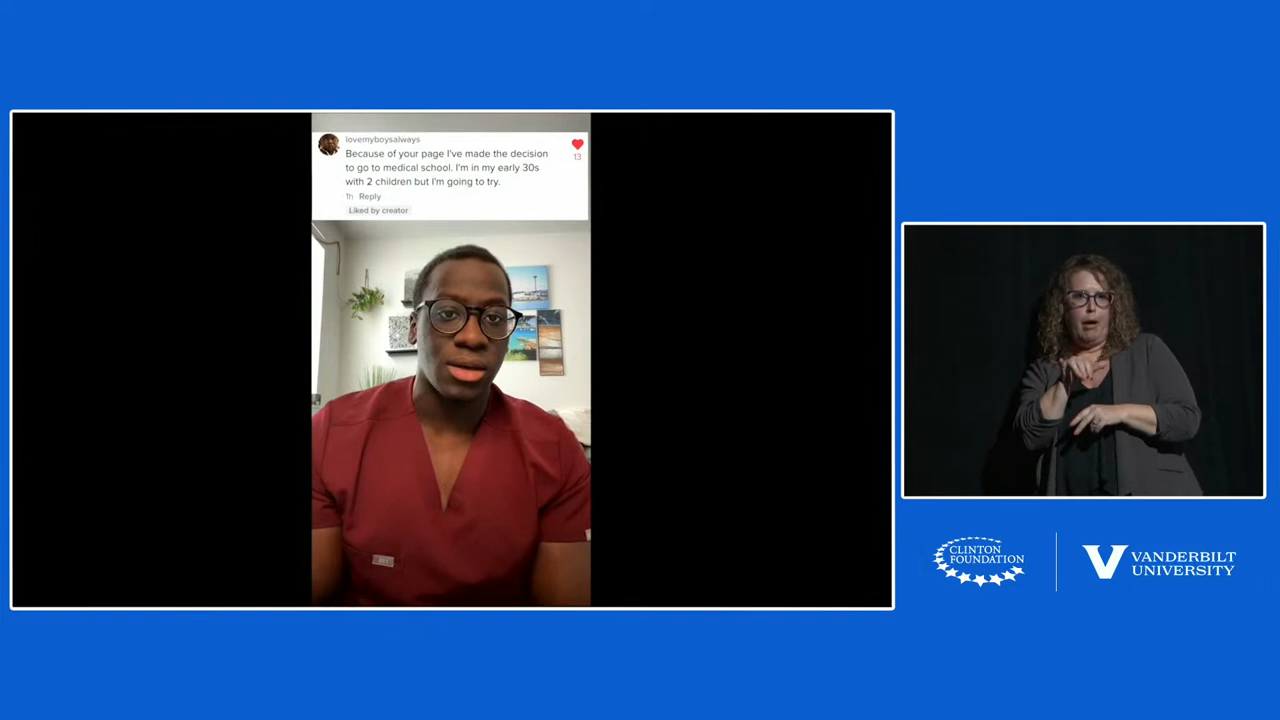 lovemyboysalways
Because of your page I've made the decision
to go to medical school. I'm in my early 30s
with 2 children but I'm going to try.
13
1h Reply
Liked by creator
CLINTON
FOUNDATION
VANDERBILT
UNIVERSITY